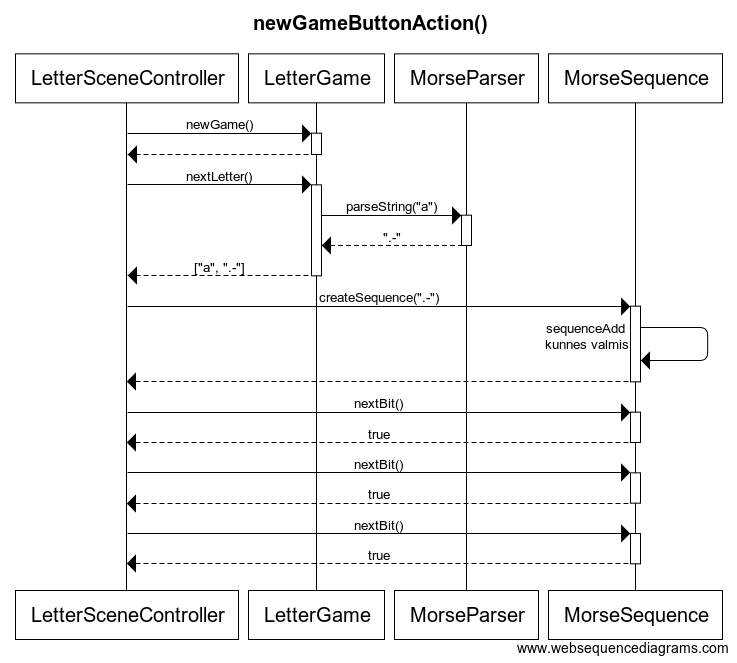 newGameButtonAction()
LetterSceneController LetterGame MorseParser MorseSequence
newGame()
nextLetter()
parseString("a")
".-"
["a", ".-"]
createSequence(".-")
sequenceAdd
kunnes valmis
nextBit()
true
nextBit()
true
nextBit()
true
LetterSceneController LetterGame MorseParser MorseSequence
www.websequencediagrams.com